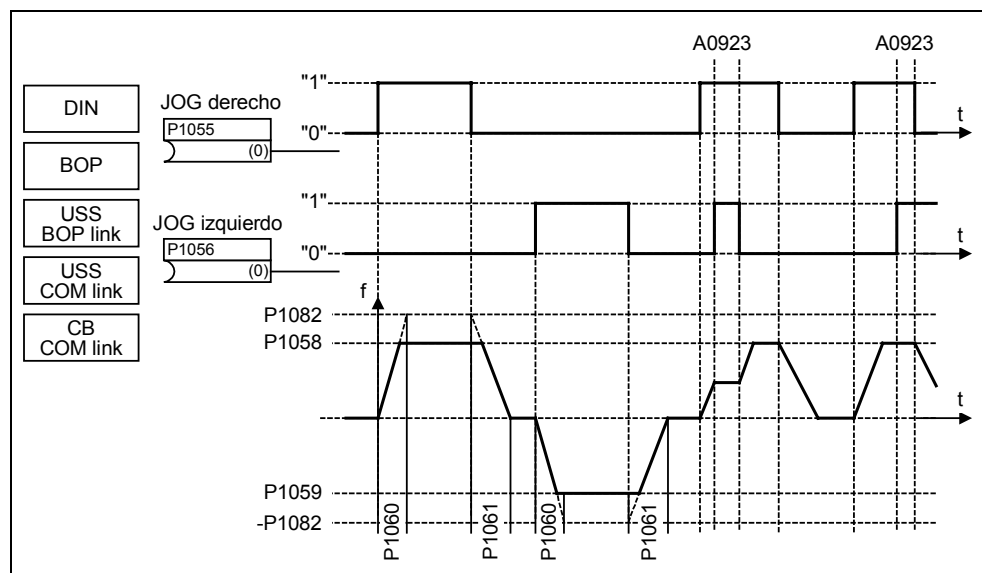 A0923
A0923
DIN
BOP
USS
BOP link
USS
COM link
CB
COM link
JOG derecho
P1055
(0)
"1"
"0"
t
JOG izquierdo
P1056
(0)
"1"
"0"
t
f
P1082
P1058
t
P1059
-P1082
P1060
P1061
P1060
P1061